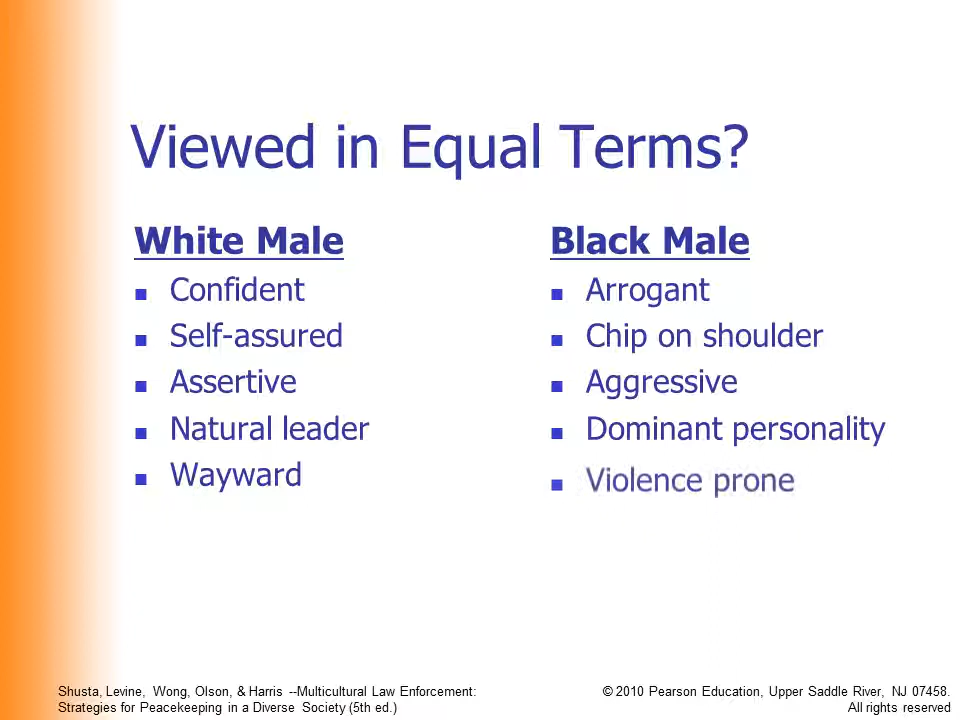 Viewed in Equal Terms?
White Male
Confident
Self-assured
Assertive
Natural leader
Wayward
Black Male
Arrogant
Chip on shoulder
Aggressive
Dominant personality
Violence prone
Shusta, Levine, Wong, Olson, & Harris --Multicultural Law Enforcement:
Strategies for Peacekeeping in a Diverse Society (5th ed.)
© 2010 Pearson Education, Upper Saddle River, NJ 07458.
All rights reserved